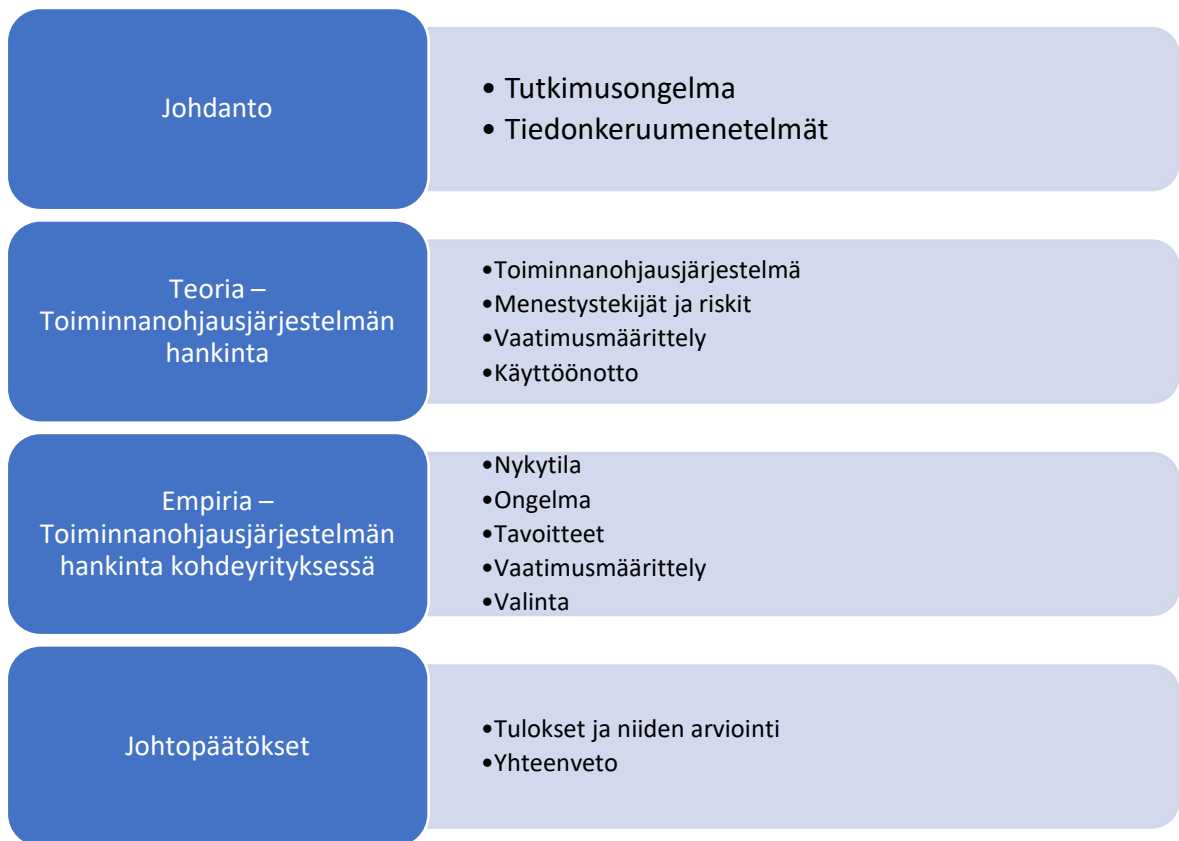 Johdanto
• Tutkimusongelma
• Tiedonkeruumenetelmät
Teoria –
Toiminnanohjausjärjestelmän
hankinta
•Toiminnanohjausjärjestelmä
•Menestystekijät ja riskit
•Vaatimusmäärittely
•Käyttöönotto
Empiria –
Toiminnanohjausjärjestelmän
hankinta kohdeyrityksessä
•Nykytila
•Ongelma
•Tavoitteet
•Vaatimusmäärittely
•Valinta
Johtopäätökset
•Tulokset ja niiden arviointi
•Yhteenveto